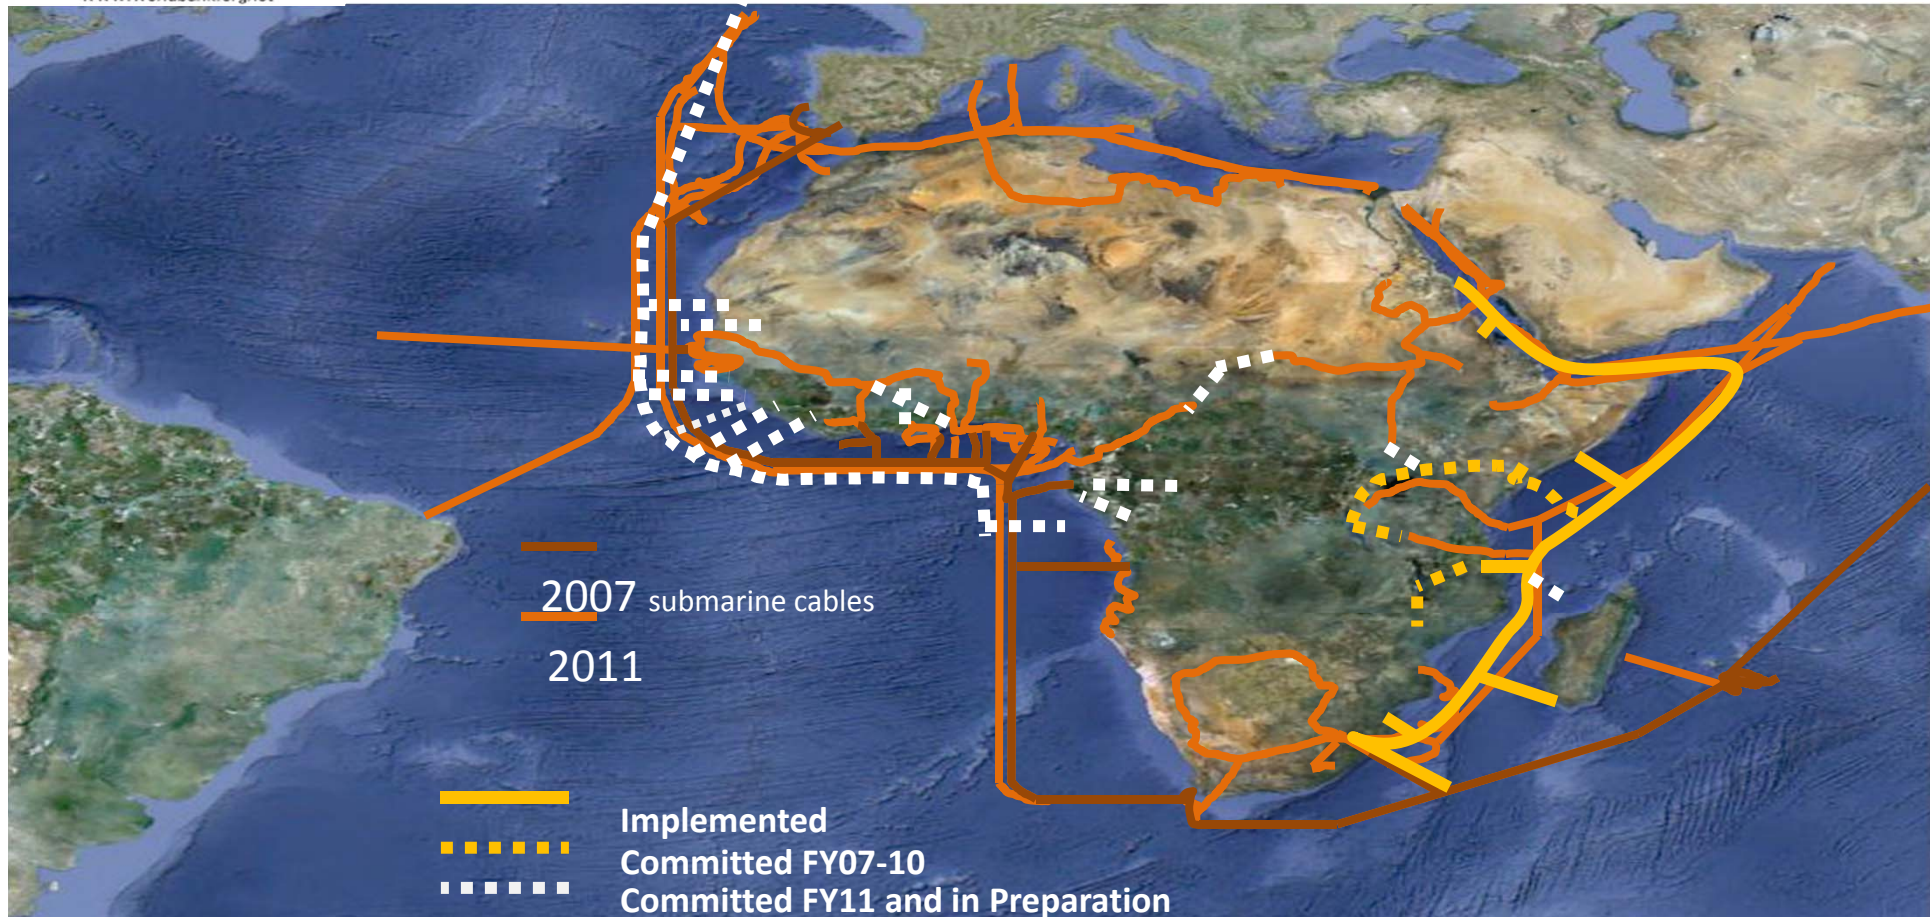 2007 submarine cables
2011
Implemented
Committed FY07-10
Committed FY11 and in Preparation